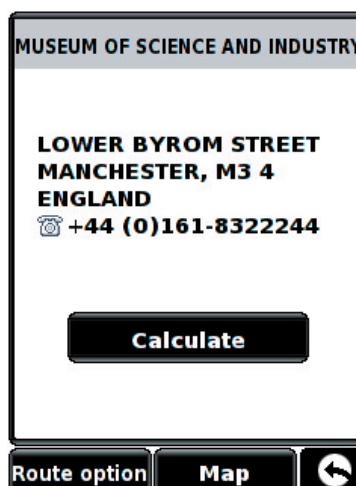 MUSEUM OF SCIENCE AND INDUSTRY
LOWER BYROM STREET
MANCHESTER, M3 4
ENGLAND
☏ +44 (0)161-8322244
Calculate
Route option
Map